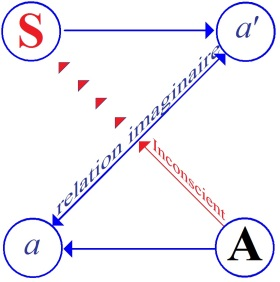 S
a'
relation imaginaire
Inconscient
a
A